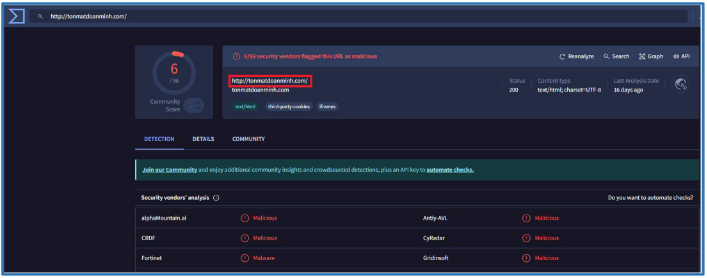 http://tonmatdoanminh.com/
6
/ 96
Community
Score
6/96 security vendors flagged this URL as malicious
Reanalyze
Search
Graph
API
http://tonmatdoanminh.com/
tonmatdoanminh.com
Status
200
Content type
text/html; charset=UTF-8
Last Analysis Date
16 days ago
text/html
third-party-cookies
iframes
DETECTION
DETAILS
COMMUNITY
Join our Community and enjoy additional community insights and crowdsourced detections, plus an API key to automate checks.
Security vendors' analysis
Do you want to automate checks?
alphaMountain.ai
Malicious
Antiy-AVL
Malicious
CRDF
Malicious
CyRadar
Malicious
Fortinet
Malware
Gridinsoft
Malicious